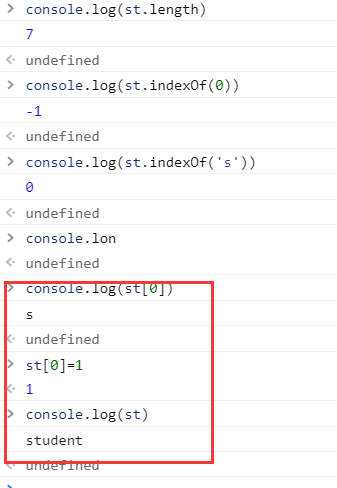 > console.log(st.length)
7
<· undefined
> console.log(st.indexOf(0))
-1
<· undefined
> console.log(st.indexOf('s'))
0
<· undefined
> console.lon
<· undefined
> console.log(st[0])
s
<· undefined
> st[0]=1
<· 1
> console.log(st)
student
<· undefined